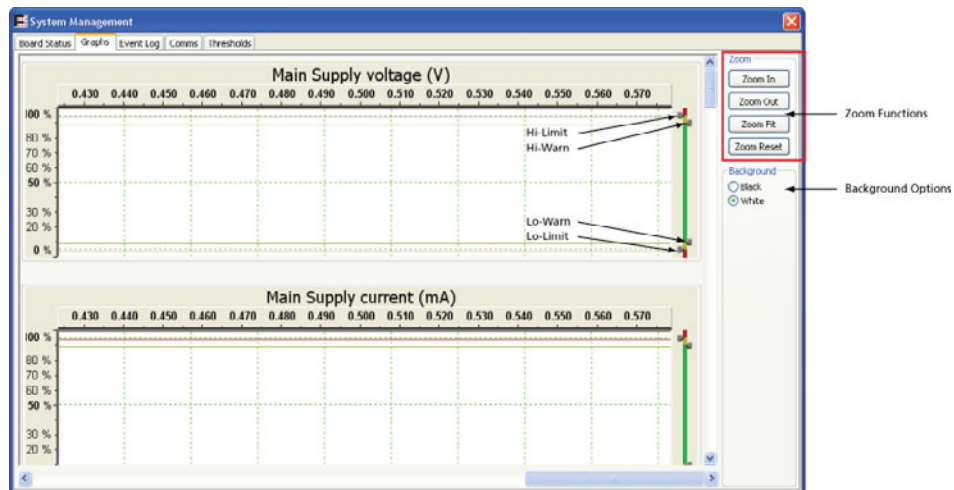 System Management
Board Status Graphs Event Log Comms Thresholds
Main Supply voltage (V)
0.430 0.440 0.450 0.460 0.470 0.480 0.490 0.500 0.510 0.520 0.530 0.540 0.550 0.560 0.570
100 %
80 %
70 %
60 %
50 %
30 %
20 %
0 %
Hi-Limit
Hi-Warn
Lo-Warn
Lo-Limit
Main Supply current (mA)
0.430 0.440 0.450 0.460 0.470 0.480 0.490 0.500 0.510 0.520 0.530 0.540 0.550 0.560 0.570
100 %
80 %
70 %
60 %
50 %
30 %
20 %
Zoom
Zoom In
Zoom Out
Zoom Fit
Zoom Reset
Zoom Functions
Background
Black
White
Background Options